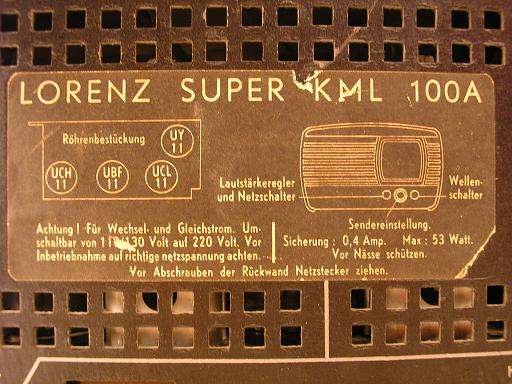 LORENZ SUPER KML 100A
Röhrenbestückung
UY 11
UCH 11
UBF 11
UCL 11
Lautstärkeregler
und Netzschalter
Wellen-
schalter
Sendereinstellung.
Achtung! Für Wechsel- und Gleichstrom. Um-
schaltbar von 110/130 Volt auf 220 Volt. Vor
Inbetriebnahme auf richtige netzspannung achten.
Sicherung: 0,4 Amp. Max: 53 Watt.
Vor Nässe schützen.
Vor Abschrauben der Rückwand Netzstecker ziehen.